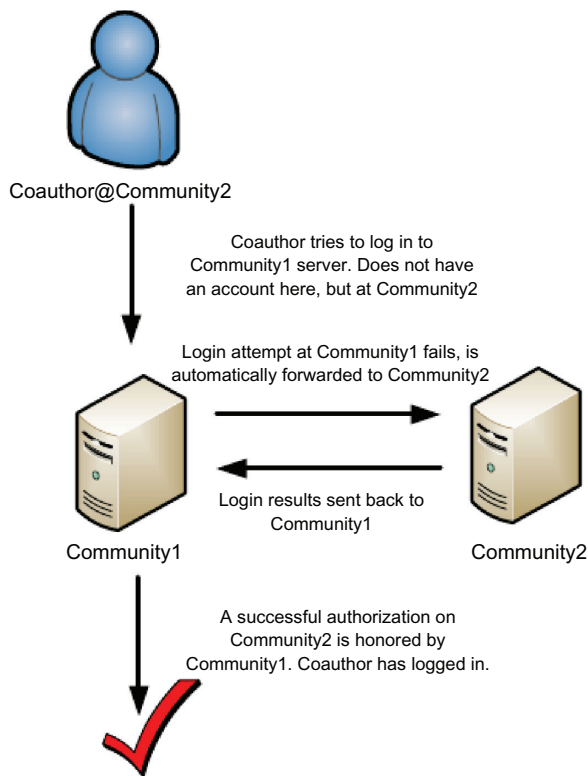 Coauthor@Community2
Coauthor tries to log in to
Community1 server. Does not have
an account here, but at Community2
Login attempt at Community1 fails, is
automatically forwarded to Community2
Login results sent back to
Community1
Community1
Community2
A successful authorization on
Community2 is honored by
Community1. Coauthor has logged in.